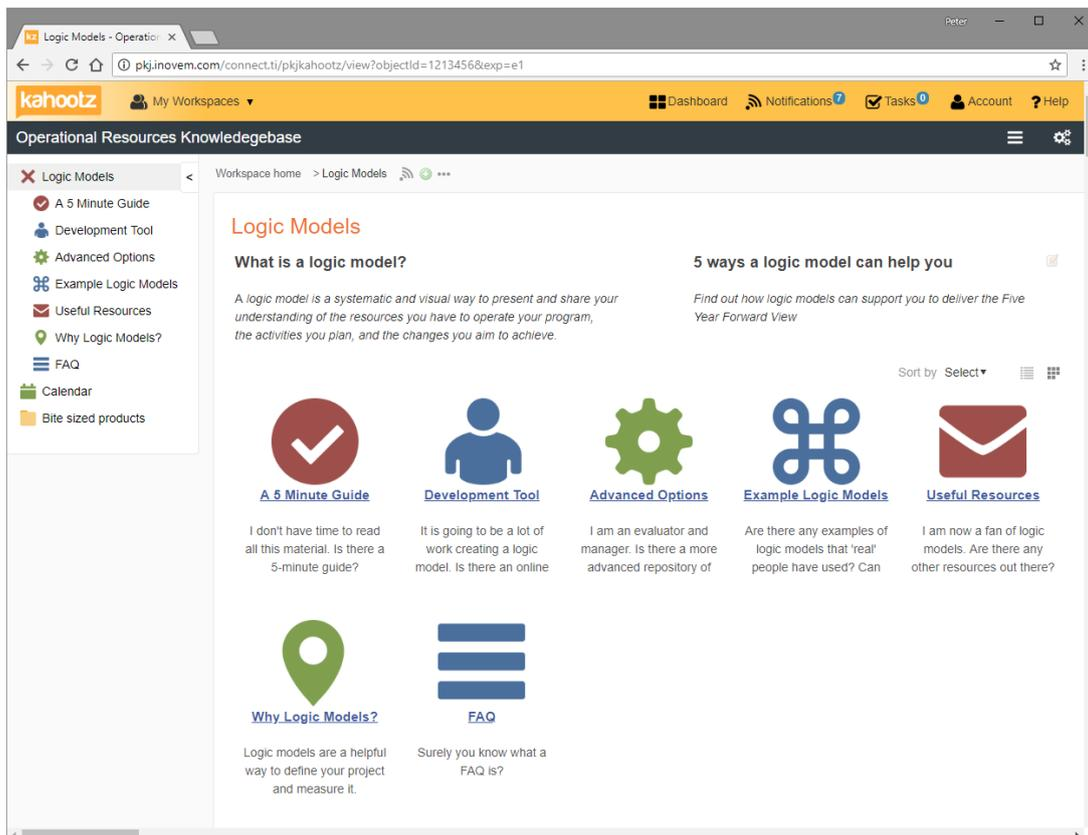 Peter
kz Logic Models - Operation
pkj.inovem.com/connect.ti/pkjkahootz/view?objectId=1213456&exp=e1
kahootz
My Workspaces
Dashboard
Notifications 7
Tasks 0
Account
? Help
Operational Resources Knowledegebase
Logic Models
A 5 Minute Guide
Development Tool
Advanced Options
Example Logic Models
Useful Resources
Why Logic Models?
FAQ
Calendar
Bite sized products
<
Workspace home > Logic Models
Logic Models
What is a logic model?
A logic model is a systematic and visual way to present and share your
understanding of the resources you have to operate your program,
the activities you plan, and the changes you aim to achieve.
5 ways a logic model can help you
Find out how logic models can support you to deliver the Five
Year Forward View
Sort by Select
A 5 Minute Guide
I don't have time to read
all this material. Is there a
5-minute guide?
Development Tool
It is going to be a lot of
work creating a logic
model. Is there an online
Advanced Options
I am an evaluator and
manager. Is there a more
advanced repository of
Example Logic Models
Are there any examples of
logic models that 'real'
people have used? Can
Useful Resources
I am now a fan of logic
models. Are there any
other resources out there?
Why Logic Models?
Logic models are a helpful
way to define your project
and measure it.
FAQ
Surely you know what a
FAQ is?